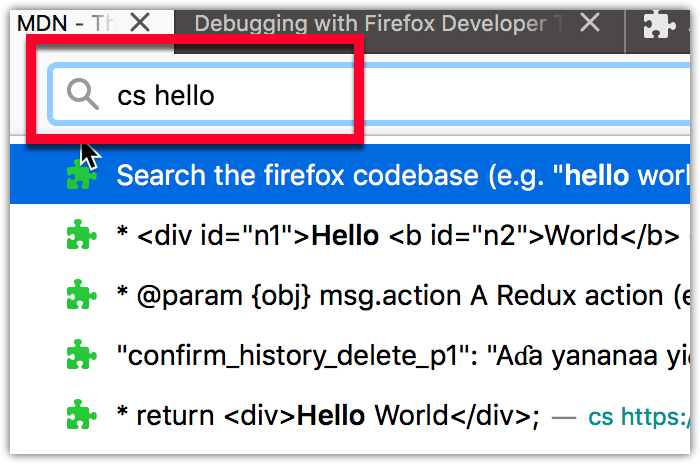 MDN - Th
Debugging with Firefox Developer T
cs hello
Search the firefox codebase (e.g. "hello worl
* <div id="n1">Hello <b id="n2">World</b>
* @param {obj} msg.action A Redux action (e
"confirm_history_delete_p1": "Aɗa yananaa yiɗ
* return <div>Hello World</div>; — cs https:/